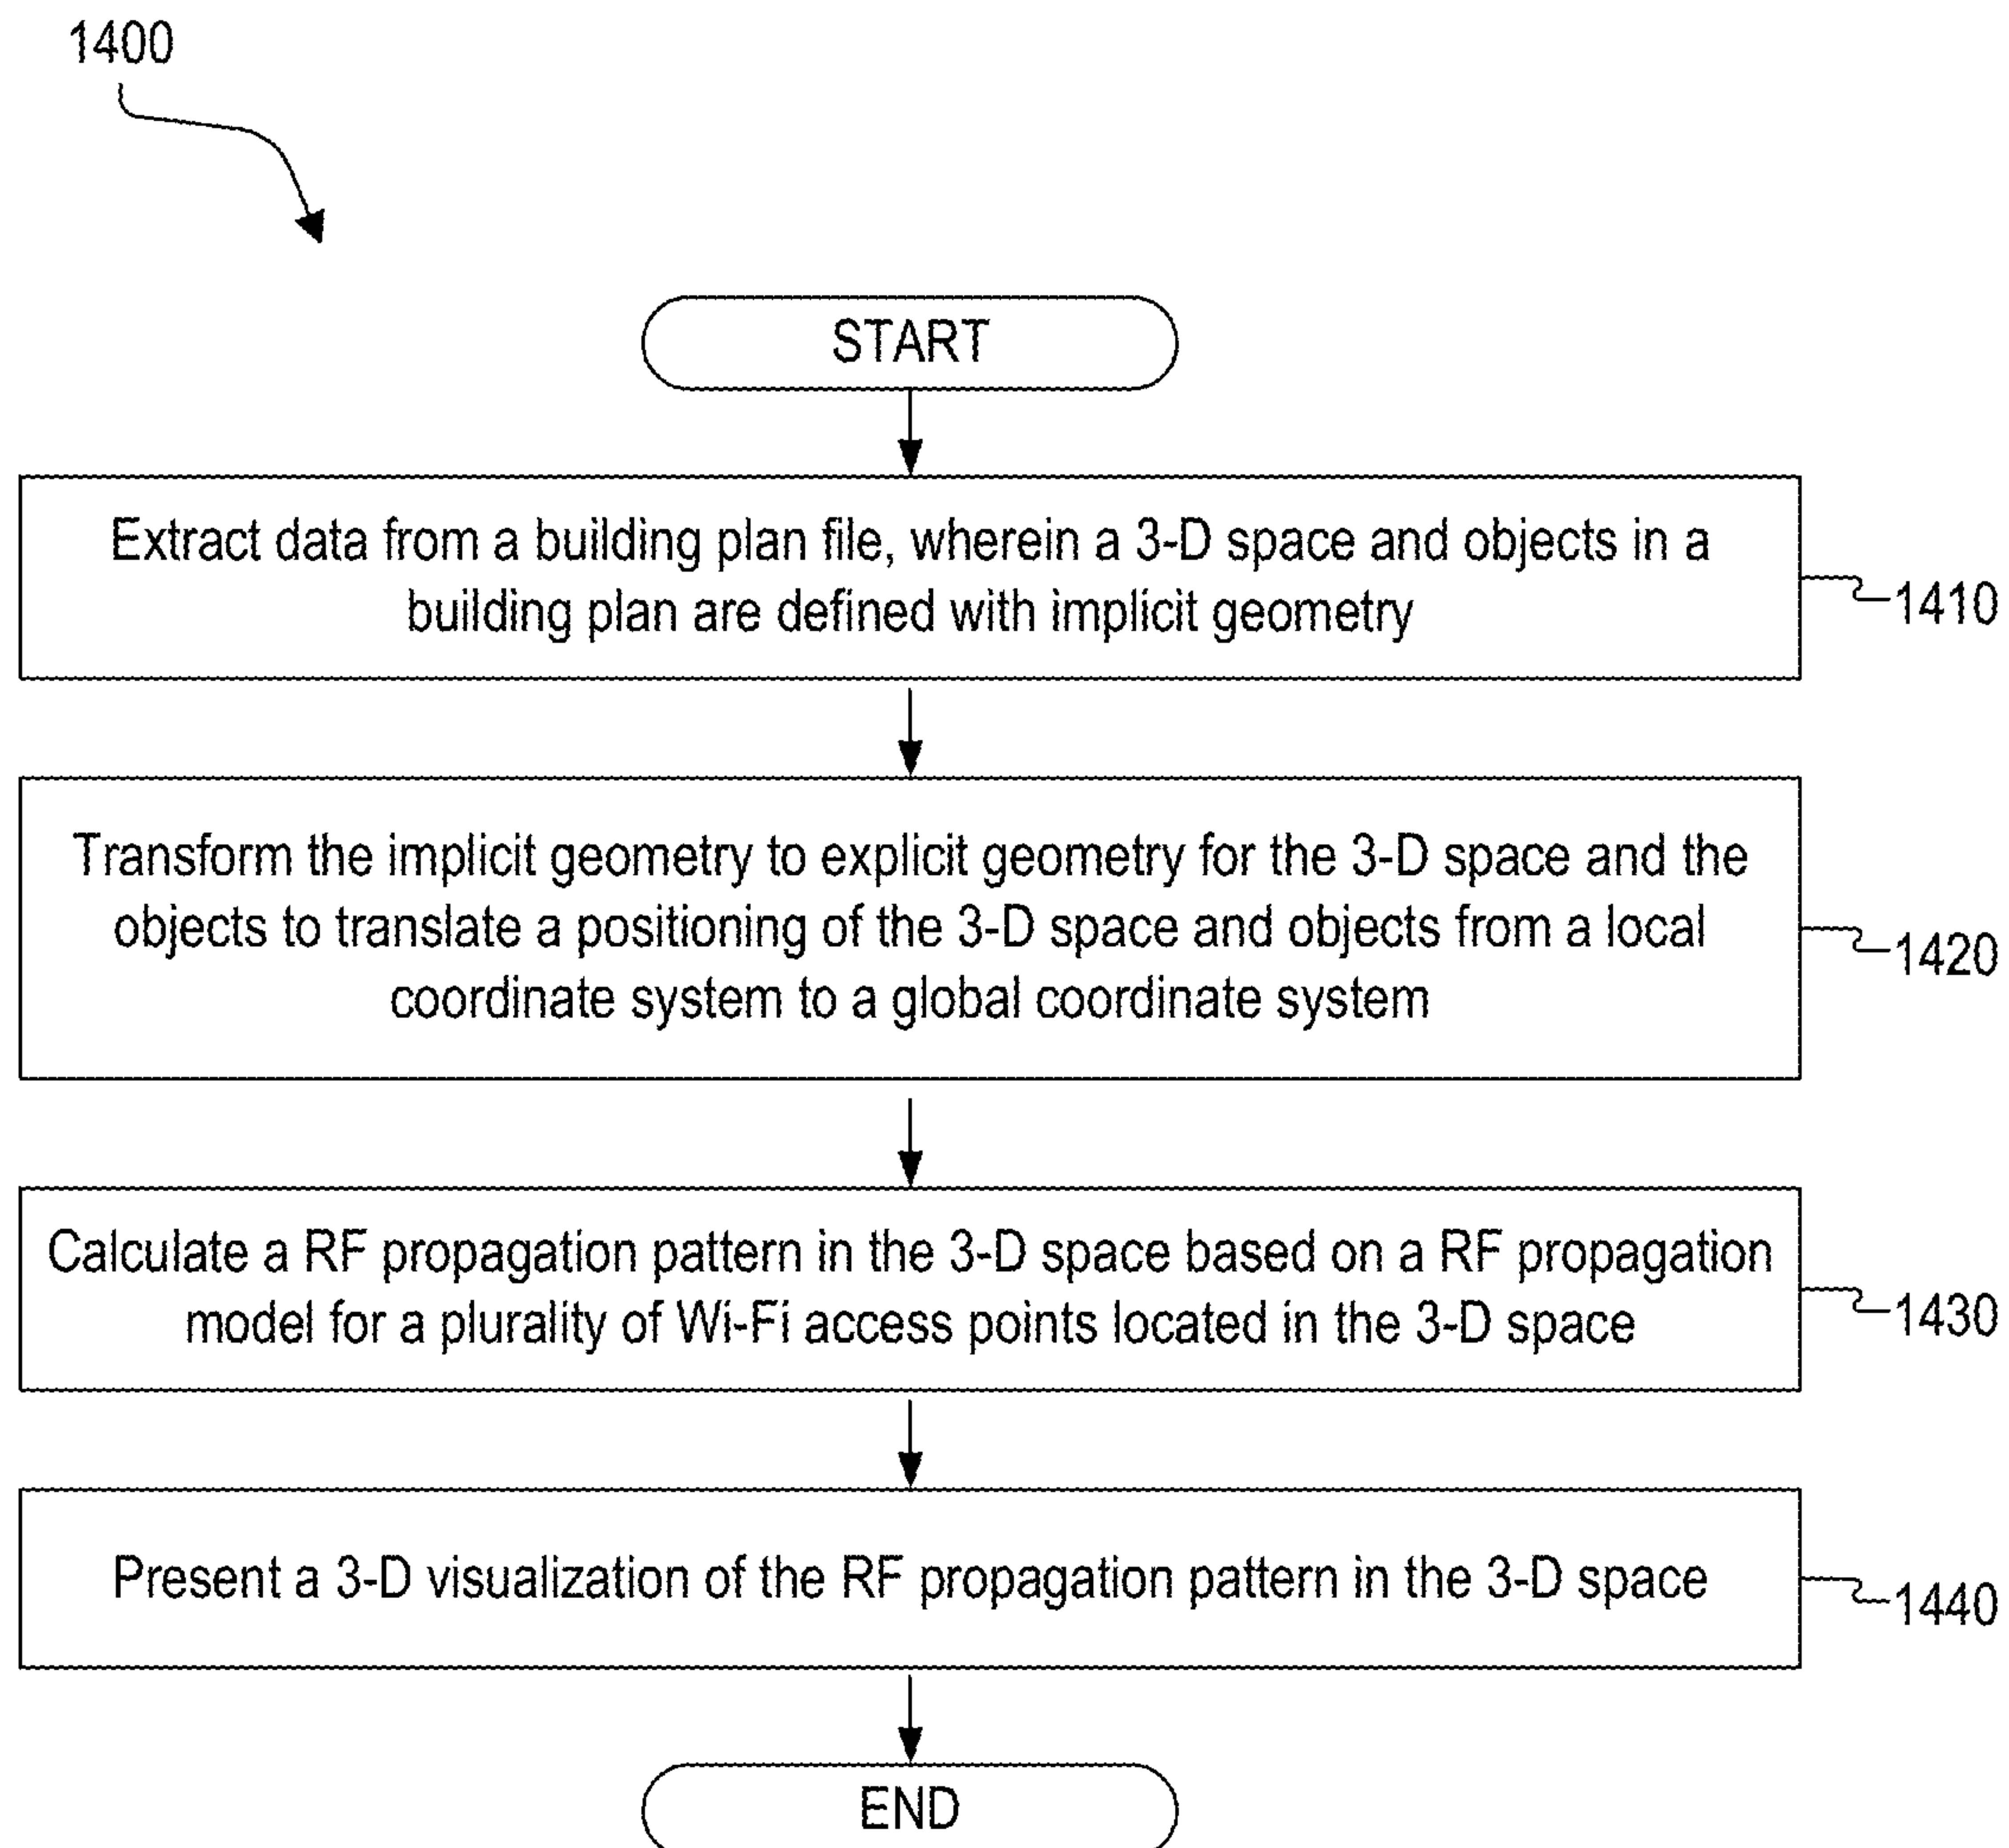 1400
START
Extract data from a building plan file, wherein a 3-D space and objects in a
building plan are defined with implicit geometry
1410
Transform the implicit geometry to explicit geometry for the 3-D space and the
objects to translate a positioning of the 3-D space and objects from a local
coordinate system to a global coordinate system
1420
Calculate a RF propagation pattern in the 3-D space based on a RF propagation
model for a plurality of Wi-Fi access points located in the 3-D space
1430
Present a 3-D visualization of the RF propagation pattern in the 3-D space
1440
END